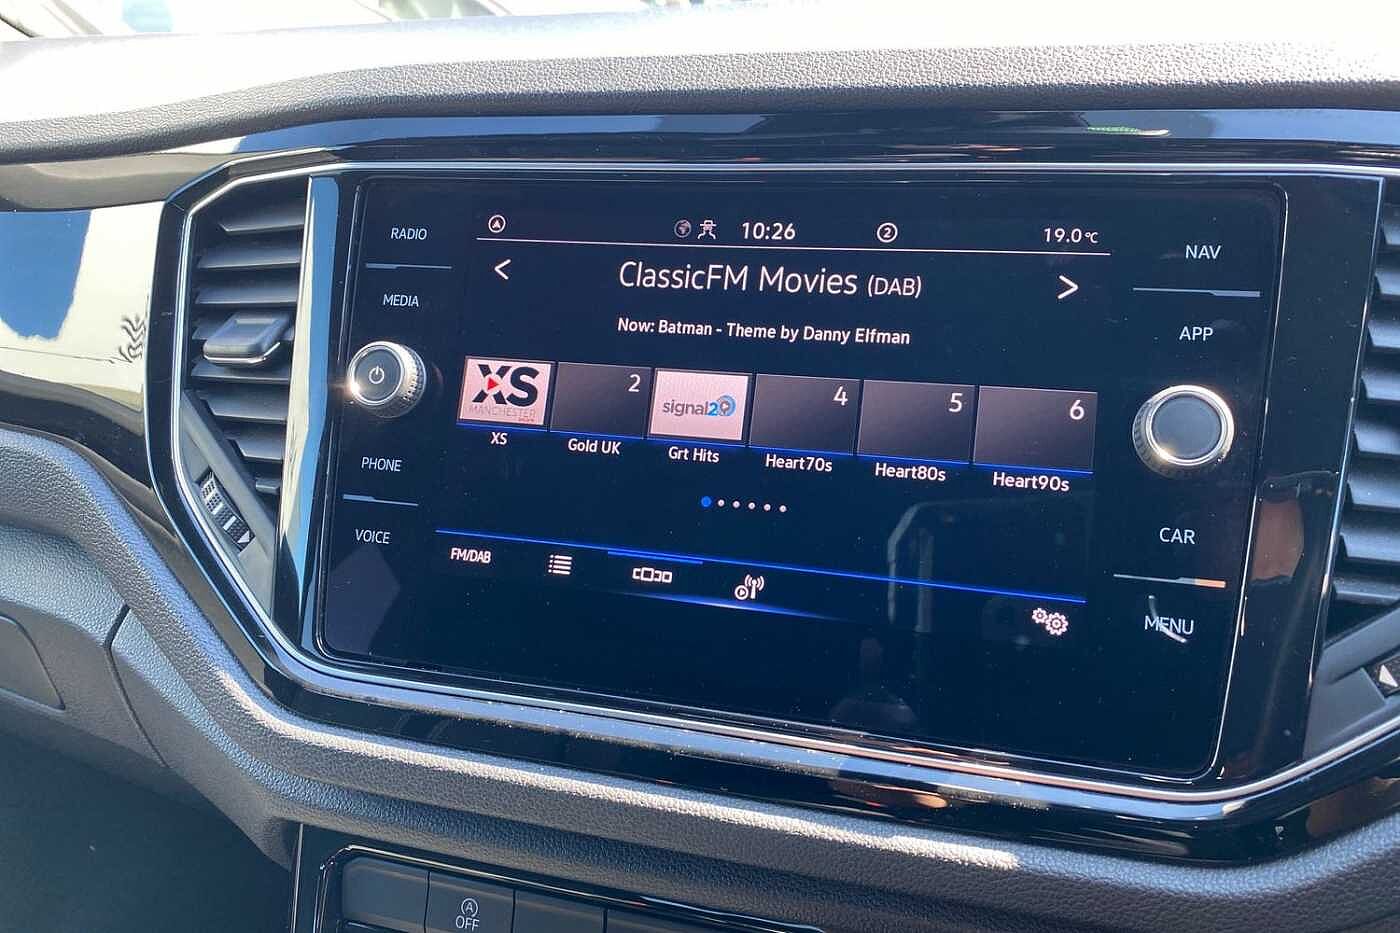 RADIO
MEDIA
PHONE
VOICE
10:26
2
19.0°C
ClassicFM Movies (DAB)
Now: Batman - Theme by Danny Elfman
XS
MANCHESTER
2
signal2
4
5
6
XS
Gold UK
Grt Hits
Heart70s
Heart80s
Heart90s
FM/DAB
NAV
APP
CAR
MENU
A
OFF